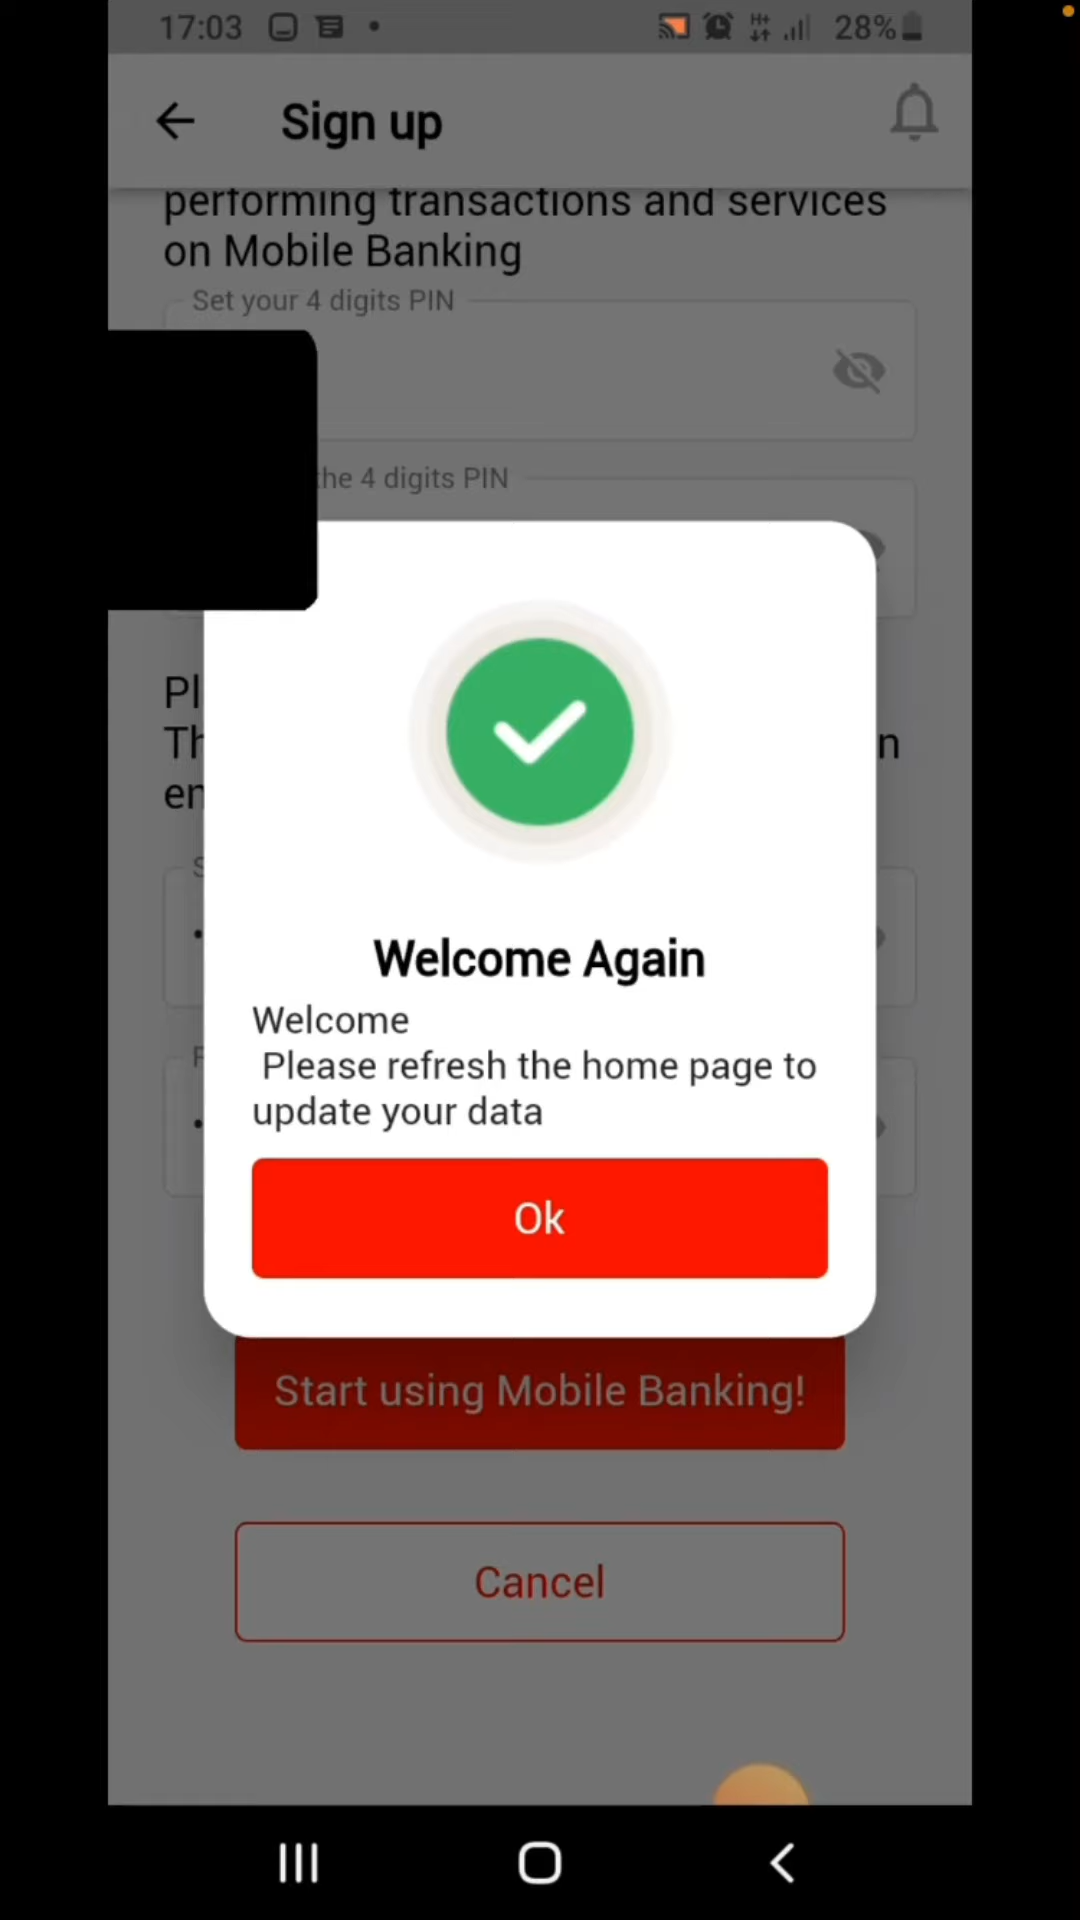 17:03 28%
Sign up
performing transactions and services
on Mobile Banking
Set your 4 digits PIN
the 4 digits PIN
Welcome Again
Welcome
Please refresh the home page to
update your data
Ok
Start using Mobile Banking!
Cancel